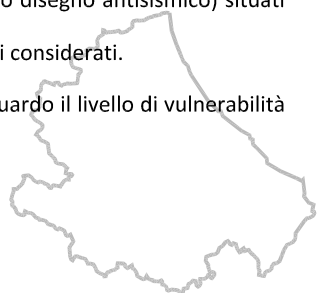 o disegno antisismico) situati
i considerati.
uardo il livello di vulnerabilità